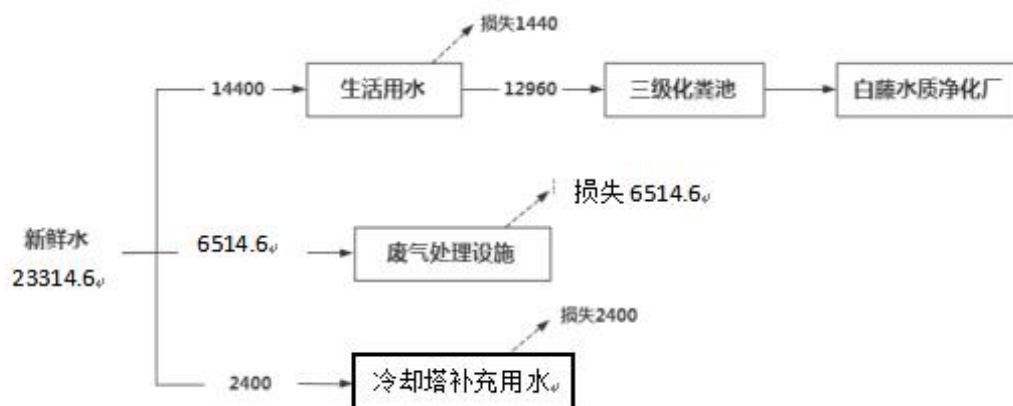 损失1440
14400
生活用水
12960
三级化粪池
白藤水质净化厂
损失 6514.6
新鲜水
23314.6
6514.6
废气处理设施
损失2400
2400
冷却塔补充用水